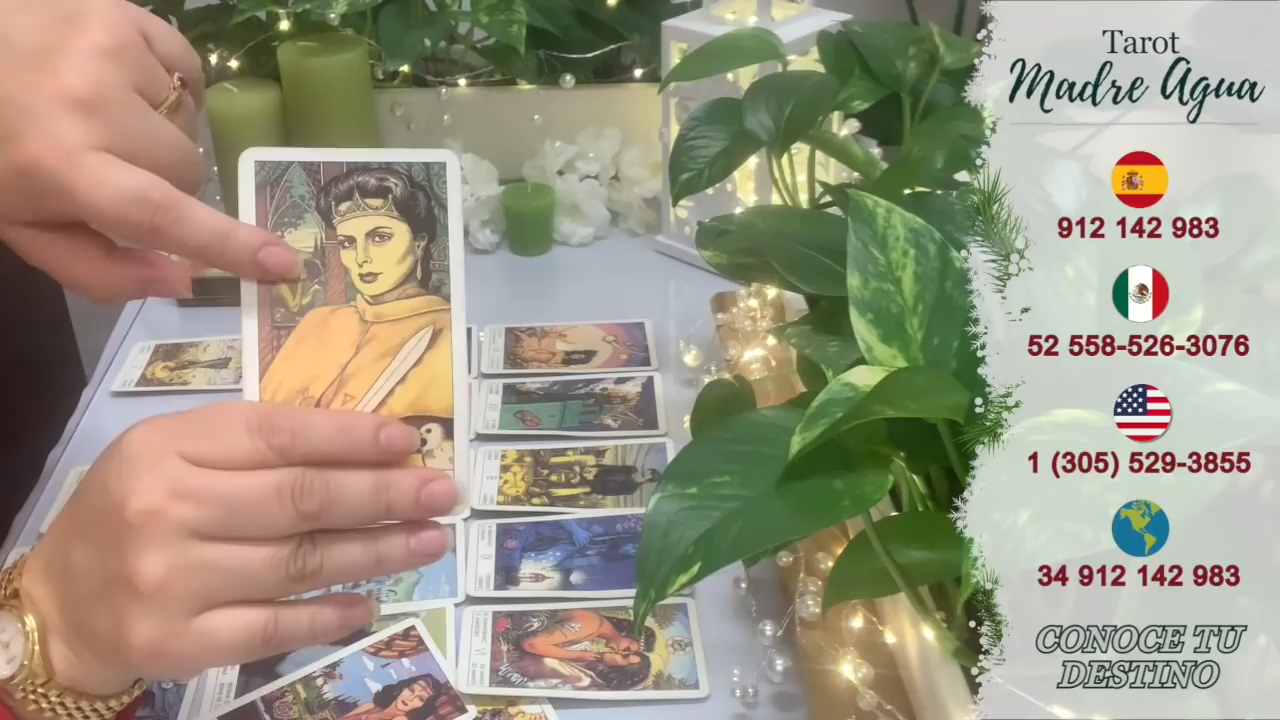 Tarot
Madre Agua
912 142 983
52 558-526-3076
1 (305) 529-3855
34 912 142 983
CONOCE TU
DESTINO
VI